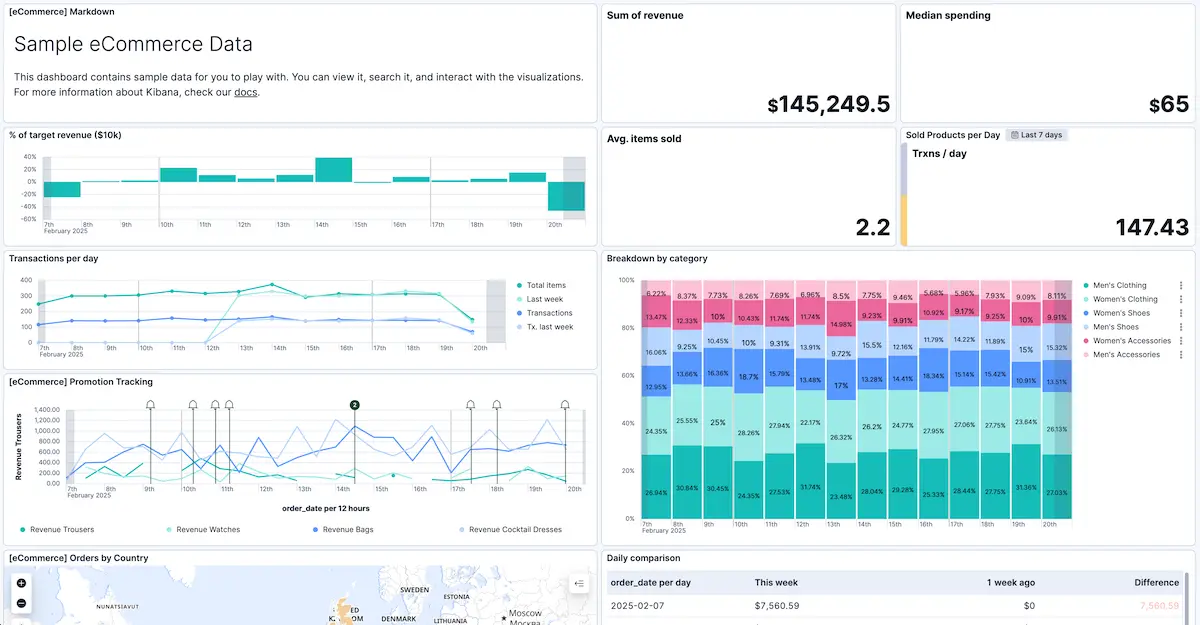 [eCommerce] Markdown
Sample eCommerce Data
This dashboard contains sample data for you to play with. You can view it, search it, and interact with the visualizations.
For more information about Kibana, check our docs.
Sum of revenue
$145,249.5
Median spending
$65
% of target revenue ($10k)
40%
20%
0%
-20%
-40%
-60%
7th 8th 9th 10th 11th 12th 13th 14th 15th 16th 17th 18th 19th 20th
February 2025
Avg. items sold
2.2
Sold Products per Day Last 7 days
Trxns / day
147.43
Transactions per day
400
300
200
100
0
7th 8th 9th 10th 11th 12th 13th 14th 15th 16th 17th 18th 19th 20th
February 2025
Total items
Last week
Transactions
Tx. last week
[eCommerce] Promotion Tracking
Revenue Trousers
1,400.00
1,200.00
1,000.00
800.00
600.00
400.00
200.00
0.00
2
7th 8th 9th 10th 11th 12th 13th 14th 15th 16th 17th 18th 19th 20th
February 2025
order_date per 12 hours
Revenue Trousers Revenue Watches Revenue Bags Revenue Cocktail Dresses
Breakdown by category
100%
80%
60%
40%
20%
0%
6.22% 8.37% 7.73% 8.26% 7.69% 6.96% 8.5% 7.75% 9.46% 5.68% 5.96% 7.93% 9.09% 8.11%
13.47% 12.33% 10% 10.43% 11.74% 11.74% 14.98% 9.23% 9.91% 10.92% 9.17% 9.25% 10% 9.91%
16.06% 9.25% 10.45% 10% 9.31% 13.91% 9.72% 15.5% 12.16% 11.79% 14.22% 11.89% 15% 15.32%
12.95% 13.66% 16.36% 18.7% 15.79% 13.48% 17% 13.28% 14.41% 18.34% 15.14% 15.42% 10.91% 13.51%
24.35% 25.55% 25% 28.26% 27.94% 22.17% 26.32% 26.2% 24.77% 27.95% 27.06% 27.75% 23.64% 26.13%
26.94% 30.84% 30.45% 24.35% 27.53% 31.74% 23.48% 28.04% 29.28% 25.33% 28.44% 27.75% 31.36% 27.03%
7th 8th 9th 10th 11th 12th 13th 14th 15th 16th 17th 18th 19th 20th
February 2025
Men's Clothing
Women's Clothing
Women's Shoes
Men's Shoes
Women's Accessories
Men's Accessories
[eCommerce] Orders by Country
NUNATSIAVUT
SWEDEN
ESTONIA
DENMARK
LITHUANIA
Moscow
Москва
Daily comparison
order_date per day This week 1 week ago Difference
2025-02-07 $7,560.59 $0 7,560.59